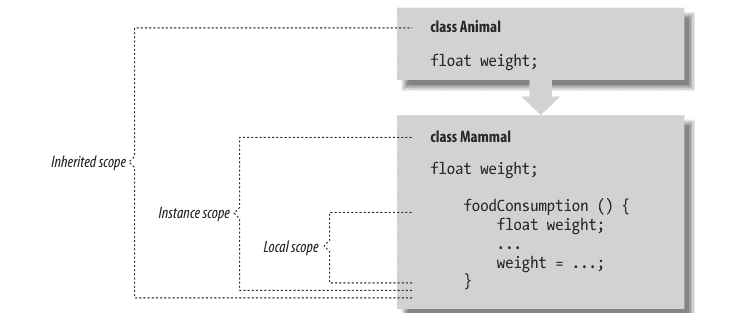 class Animal
float weight;
class Mammal
float weight;
Inherited scope
Instance scope
Local scope
foodConsumption () {
float weight;
...
weight = ...;
}